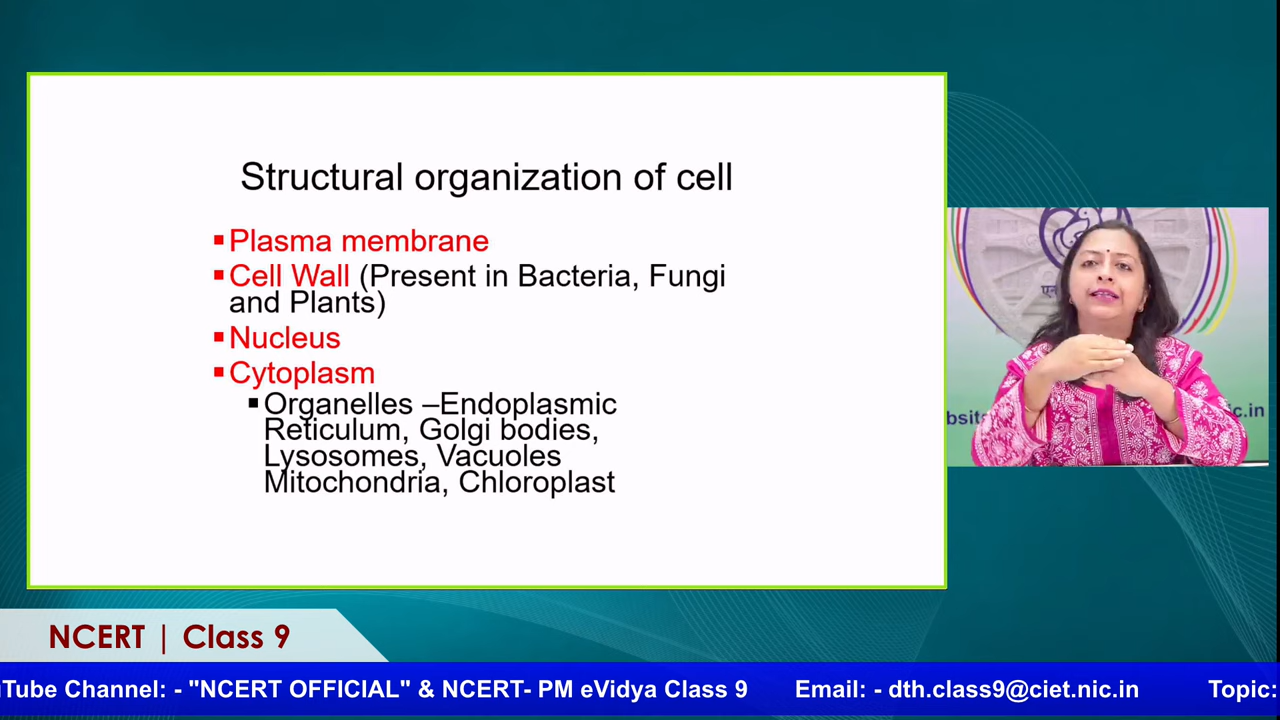 Structural organization of cell
▪Plasma membrane
▪Cell Wall (Present in Bacteria, Fungi
and Plants)
▪Nucleus
▪Cytoplasm
▪Organelles –Endoplasmic
Reticulum, Golgi bodies,
Lysosomes, Vacuoles
Mitochondria, Chloroplast
NCERT | Class 9
Tube Channel: - "NCERT OFFICIAL" & NCERT- PM eVidya Class 9 Email: - dth.class9@ciet.nic.in Topic: